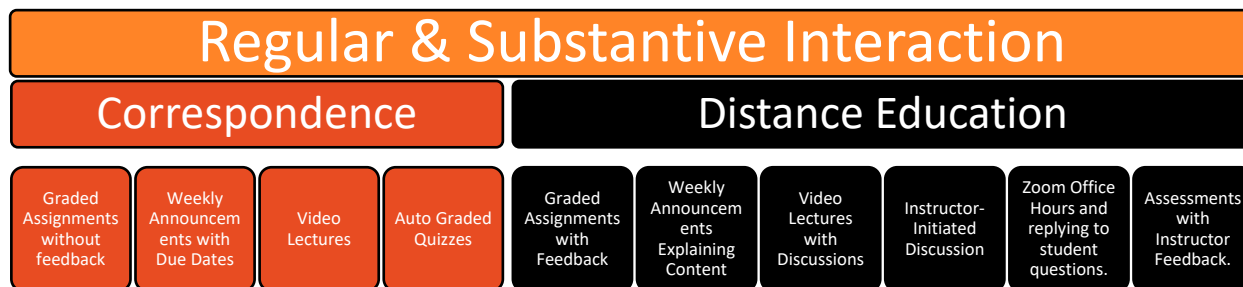 Regular & Substantive Interaction
Correspondence
Distance Education
Graded
Assignments
without
feedback
Weekly
Announcem
ents with
Due Dates
Video
Lectures
Auto Graded
Quizzes
Graded
Assignments
with
Feedback
Weekly
Announcem
ents
Explaining
Content
Video
Lectures
with
Discussions
Instructor-
Initiated
Discussion
Zoom Office
Hours and
replying to
student
questions.
Assessments
with
Instructor
Feedback.